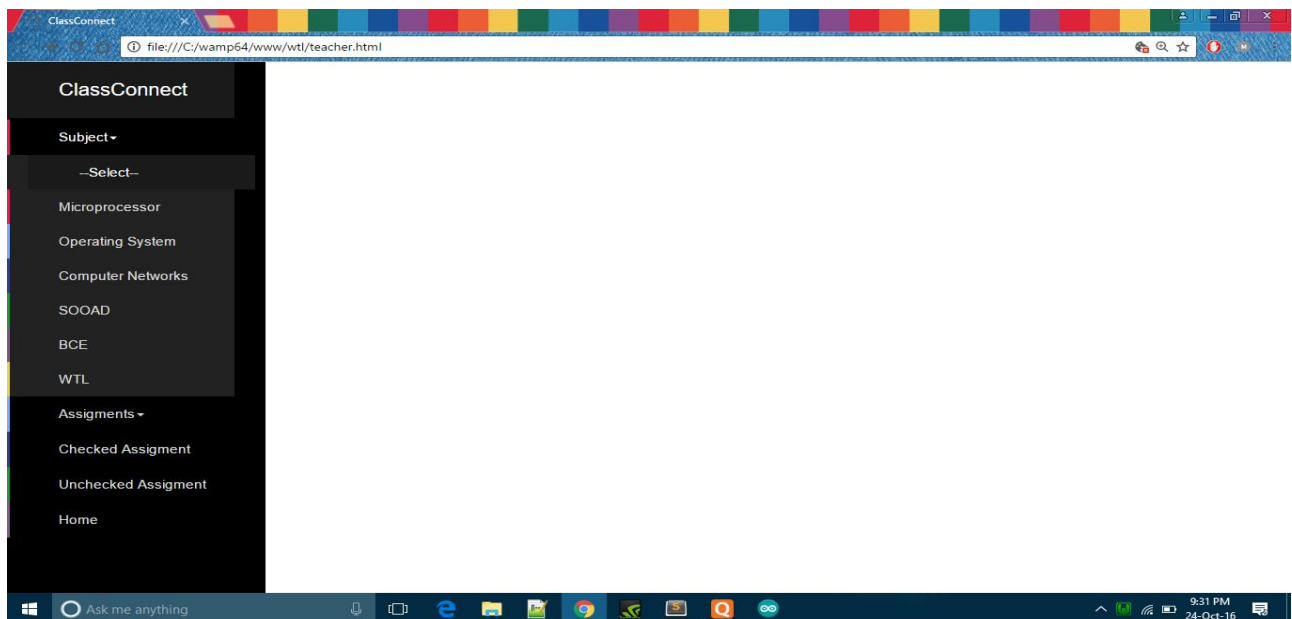 ClassConnect
file:///C:/wamp64/www/wtl/teacher.html
ClassConnect
Subject
--Select--
Microprocessor
Operating System
Computer Networks
SOOAD
BCE
WTL
Assigments
Checked Assigment
Unchecked Assigment
Home
Ask me anything
9:31 PM
24-Oct-16